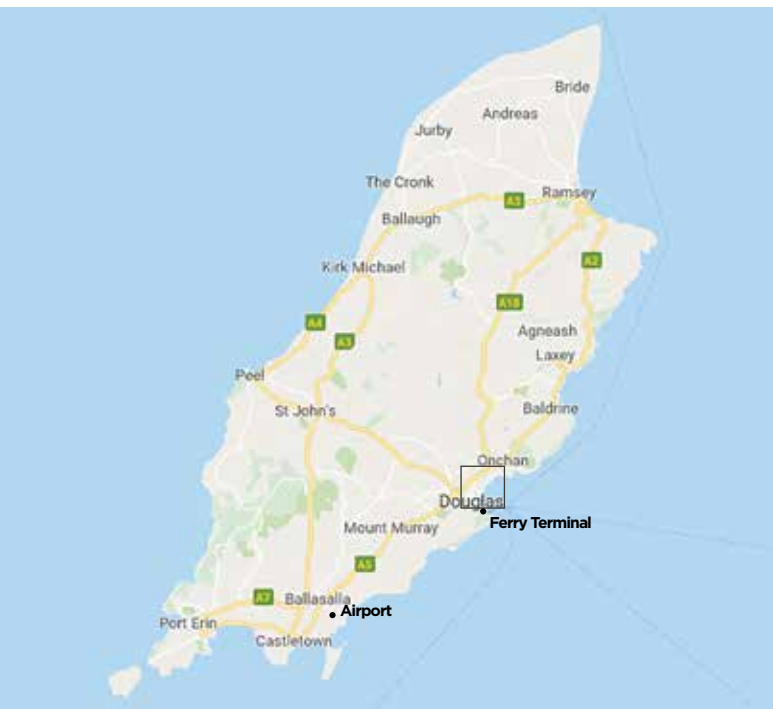 Bride
Andreas
Jurby
The Cronk
A3
Ramsey
Ballaugh
Kirk Michael
A2
A18
A4
Agneash
A3
Laxey
Peel
St John's
Baldrine
Onchan
Douglas
Ferry Terminal
Mount Murray
A5
A7
Ballasalla
Airport
Port Erin
Castletown